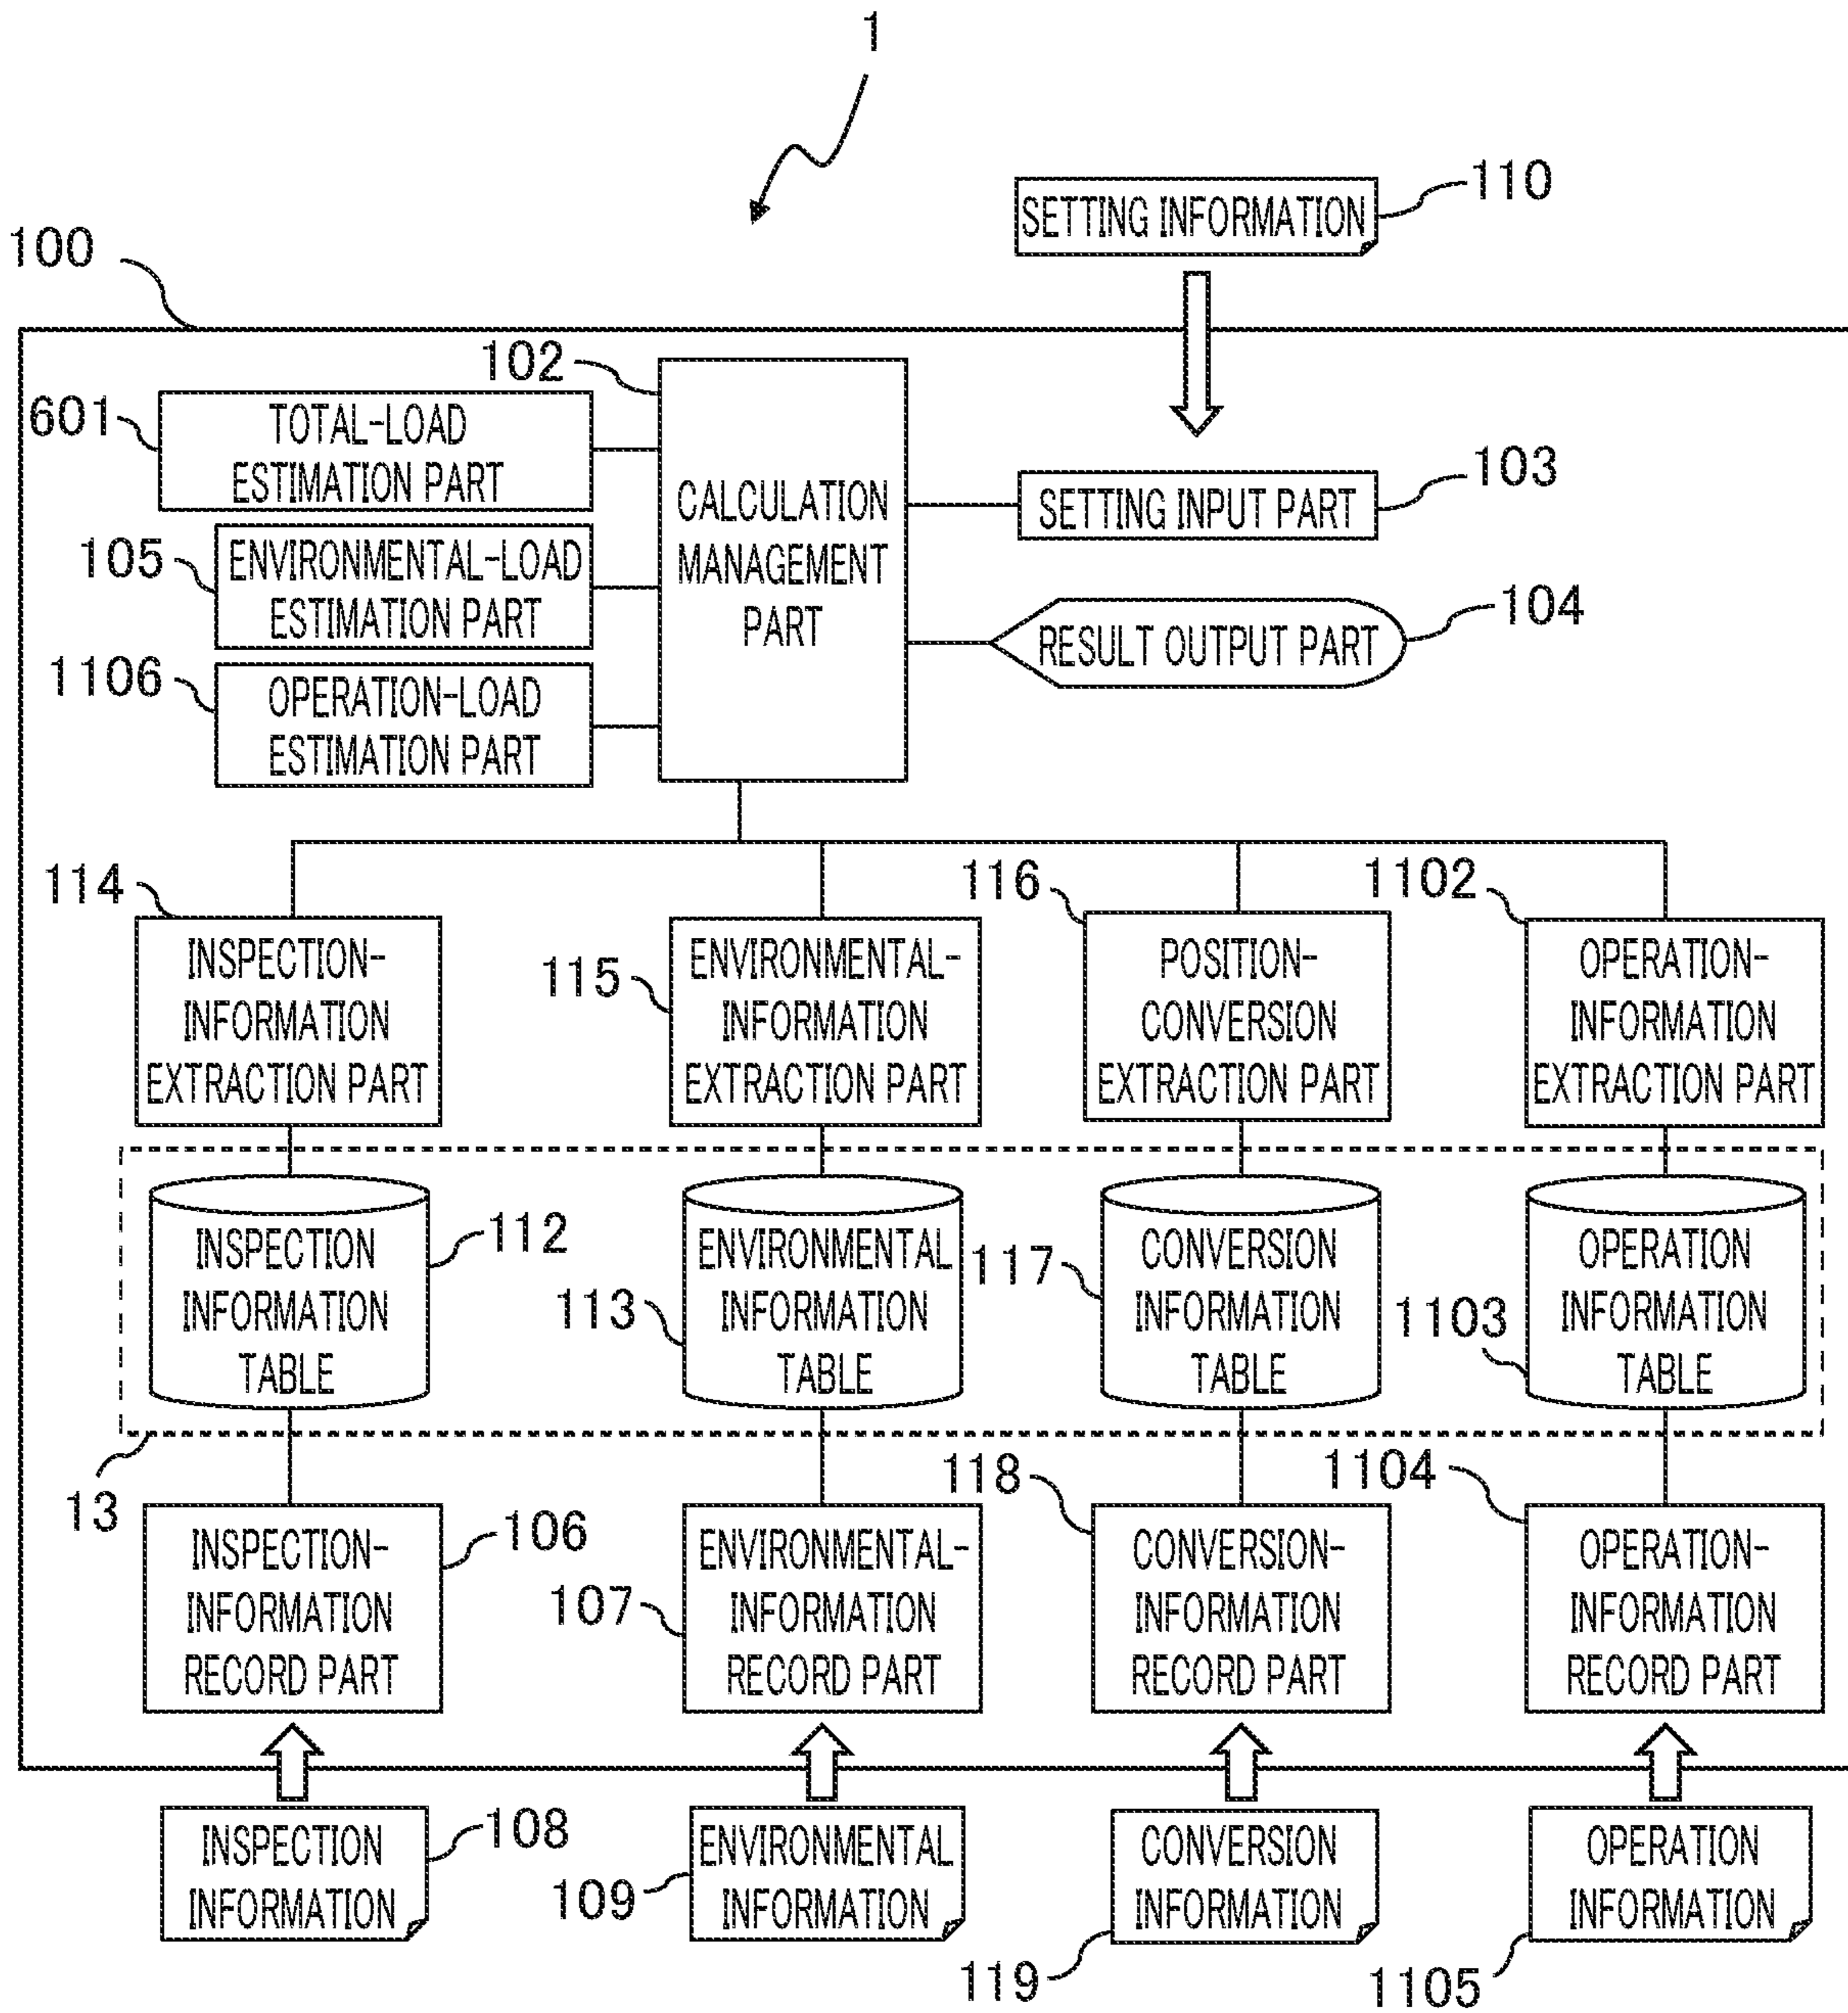 1
110
SETTING INFORMATION
100
102
601
TOTAL-LOAD
ESTIMATION PART
CALCULATION
MANAGEMENT
PART
103
SETTING INPUT PART
105
ENVIRONMENTAL-LOAD
ESTIMATION PART
104
RESULT OUTPUT PART
1106
OPERATION-LOAD
ESTIMATION PART
114
INSPECTION-
INFORMATION
EXTRACTION PART
115
ENVIRONMENTAL-
INFORMATION
EXTRACTION PART
116
POSITION-
CONVERSION
EXTRACTION PART
1102
OPERATION-
INFORMATION
EXTRACTION PART
INSPECTION
INFORMATION
TABLE
112
ENVIRONMENTAL
INFORMATION
TABLE
113
CONVERSION
INFORMATION
TABLE
117
OPERATION
INFORMATION
TABLE
1103
13
INSPECTION-
INFORMATION
RECORD PART
106
ENVIRONMENTAL-
INFORMATION
RECORD PART
107
118
CONVERSION-
INFORMATION
RECORD PART
1104
OPERATION-
INFORMATION
RECORD PART
INSPECTION
INFORMATION
108
ENVIRONMENTAL
INFORMATION
109
CONVERSION
INFORMATION
119
OPERATION
INFORMATION
1105